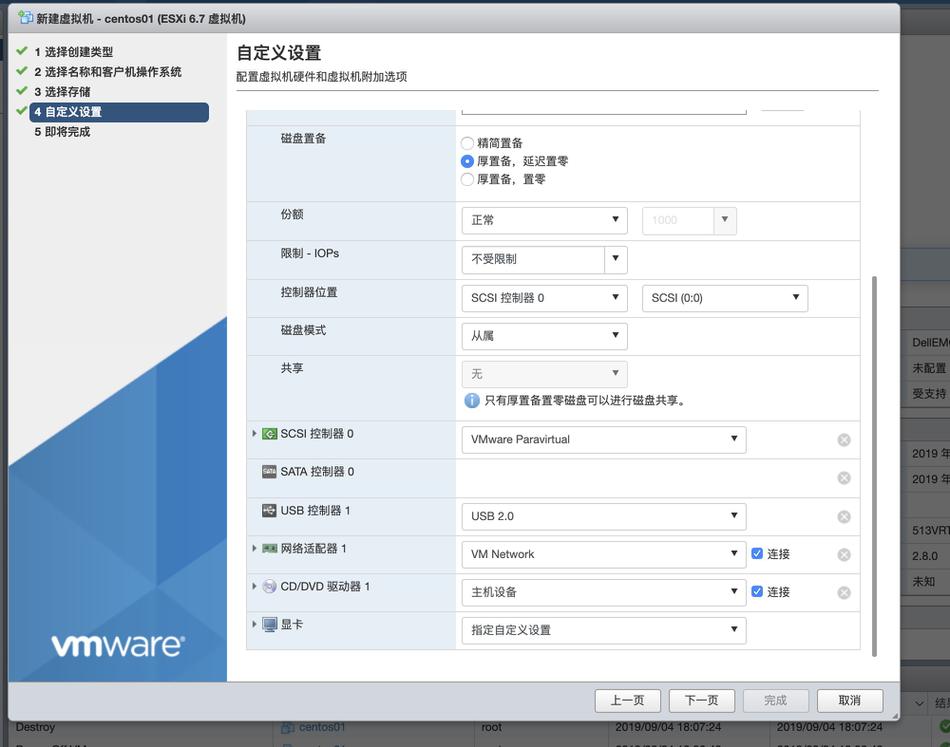 新建虚拟机 - centos01 (ESXi 6.7 虚拟机)
1 选择创建类型
2 选择名称和客户机操作系统
3 选择存储
4 自定义设置
5 即将完成
自定义设置
配置虚拟机硬件和虚拟机附加选项
磁盘置备
精简置备
厚置备，延迟置零
厚置备，置零
份额 正常 1000
限制 - IOPs 不受限制
控制器位置 SCSI 控制器 0 SCSI (0:0)
磁盘模式 从属
共享 无
只有厚置备置零磁盘可以进行磁盘共享。
SCSI 控制器 0 VMware Paravirtual
SATA 控制器 0
USB 控制器 1 USB 2.0
网络适配器 1 VM Network 连接
CD/DVD 驱动器 1 主机设备 连接
显卡 指定自定义设置
vmware®
上一页 下一页 完成 取消
DellEM
未配置
受支持
2019 年
2019 年
513VRT
2.8.0
未知
Destroy centos01 root 2019/09/04 18:07:24 2019/09/04 18:07:24